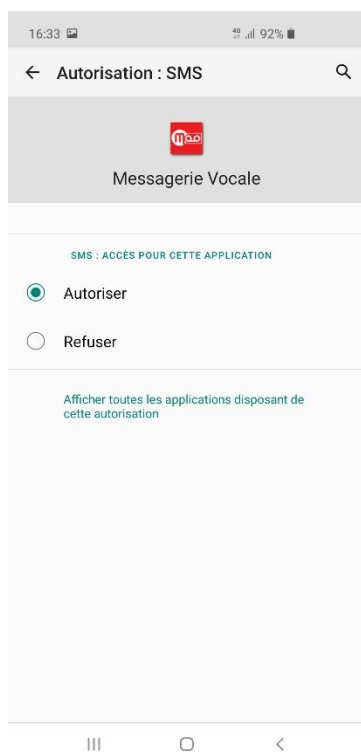 16:33 92%
Autorisation : SMS
Messagerie Vocale
SMS : ACCÈS POUR CETTE APPLICATION
Autoriser
Refuser
Afficher toutes les applications disposant de
cette autorisation